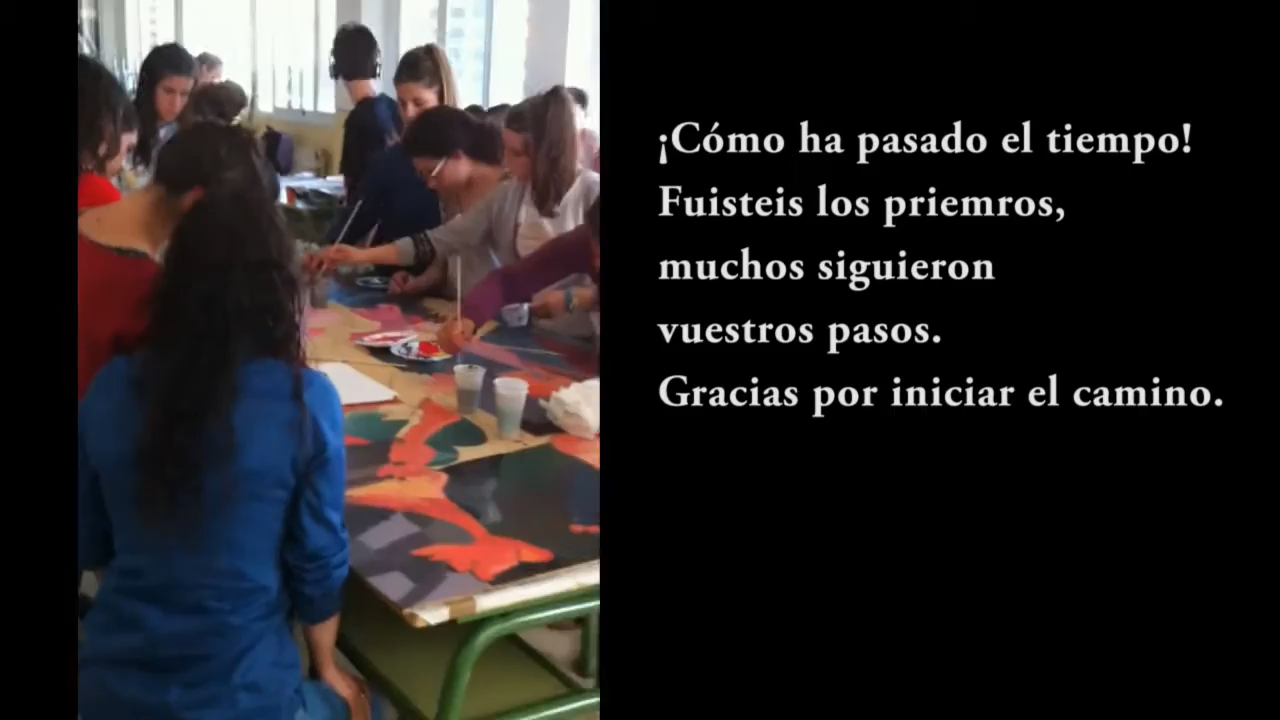 ¡Cómo ha pasado el tiempo!
Fuisteis los priemros,
muchos siguieron
vuestros pasos.
Gracias por iniciar el camino.